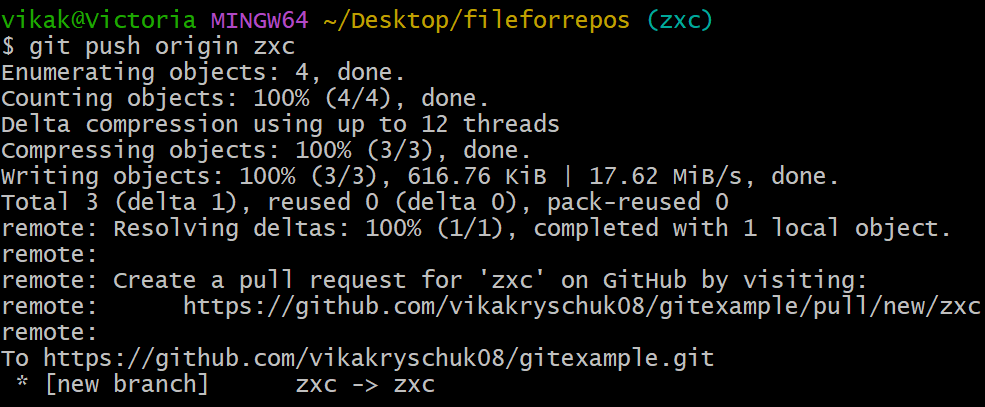 vikak@Victoria MINGW64 ~/Desktop/fileforrepos (zxc)
$ git push origin zxc
Enumerating objects: 4, done.
Counting objects: 100% (4/4), done.
Delta compression using up to 12 threads
Compressing objects: 100% (3/3), done.
Writing objects: 100% (3/3), 616.76 KiB | 17.62 MiB/s, done.
Total 3 (delta 1), reused 0 (delta 0), pack-reused 0
remote: Resolving deltas: 100% (1/1), completed with 1 local object.
remote:
remote: Create a pull request for 'zxc' on GitHub by visiting:
remote:      https://github.com/vikakryschuk08/gitexample/pull/new/zxc
remote:
To https://github.com/vikakryschuk08/gitexample.git
 * [new branch]      zxc -> zxc